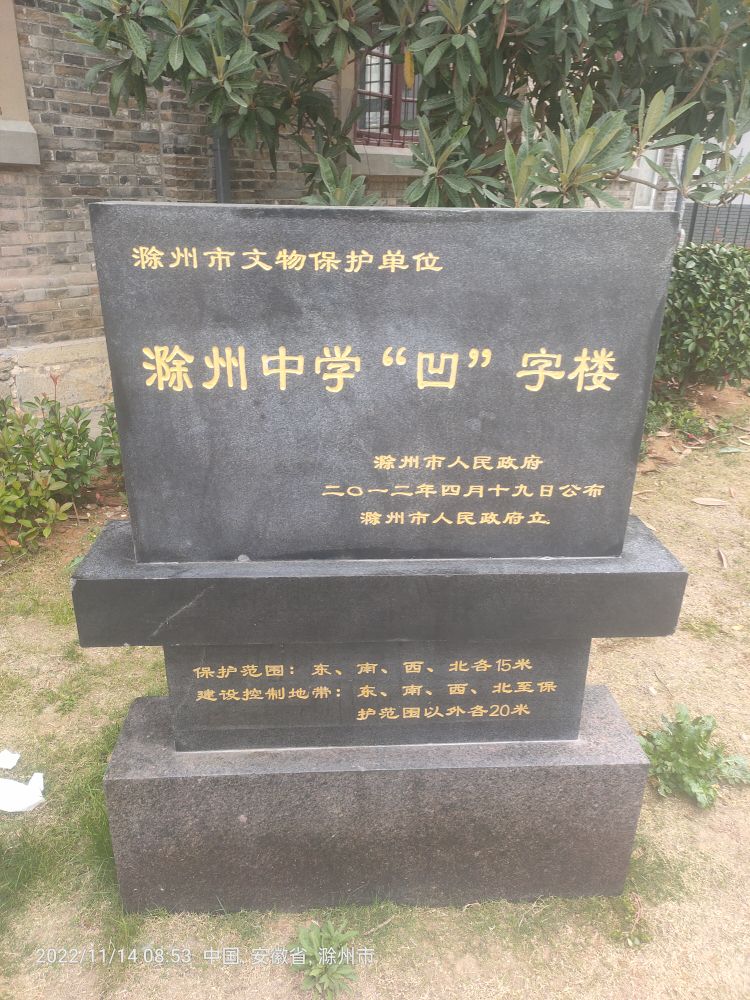 滁州市文物保护单位
滁州中学“凹”字楼
滁州市人民政府
二〇一二年四月十九日公布
滁州市人民政府立
保护范围：东、南、西、北各15米
建设控制地带：东、南、西、北至保
护范围以外各20米
2022/11/14 08:53 中国, 安徽省, 滁州市